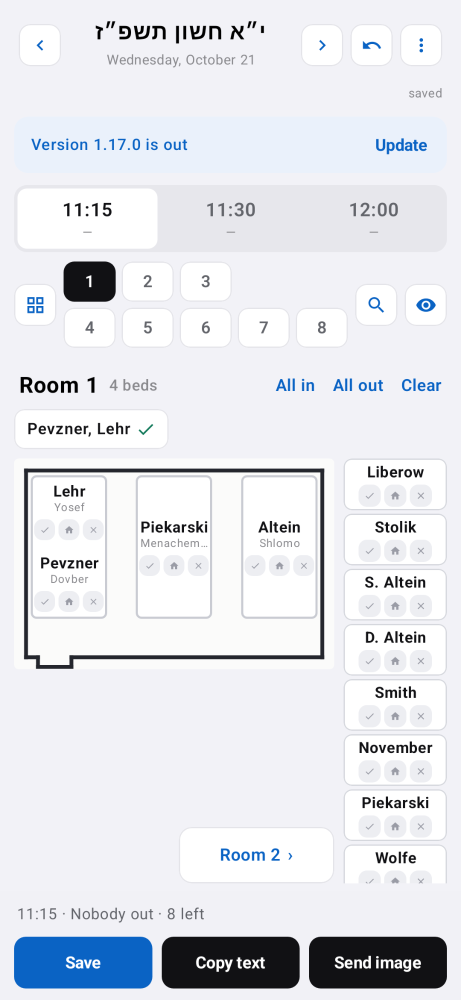 י״א חשון תשפ״ז
Wednesday, October 21
saved
Version 1.17.0 is out Update
11:15 11:30 12:00
– – –
1 2 3
4 5 6 7 8
Room 1 4 beds All in All out Clear
Pevzner, Lehr
Lehr
Yosef
Pevzner
Dovber
Piekarski
Menachem...
Altein
Shlomo
Liberow
Stolik
S. Altein
D. Altein
Smith
November
Piekarski
Wolfe
Room 2 ›
11:15 · Nobody out · 8 left
Save Copy text Send image